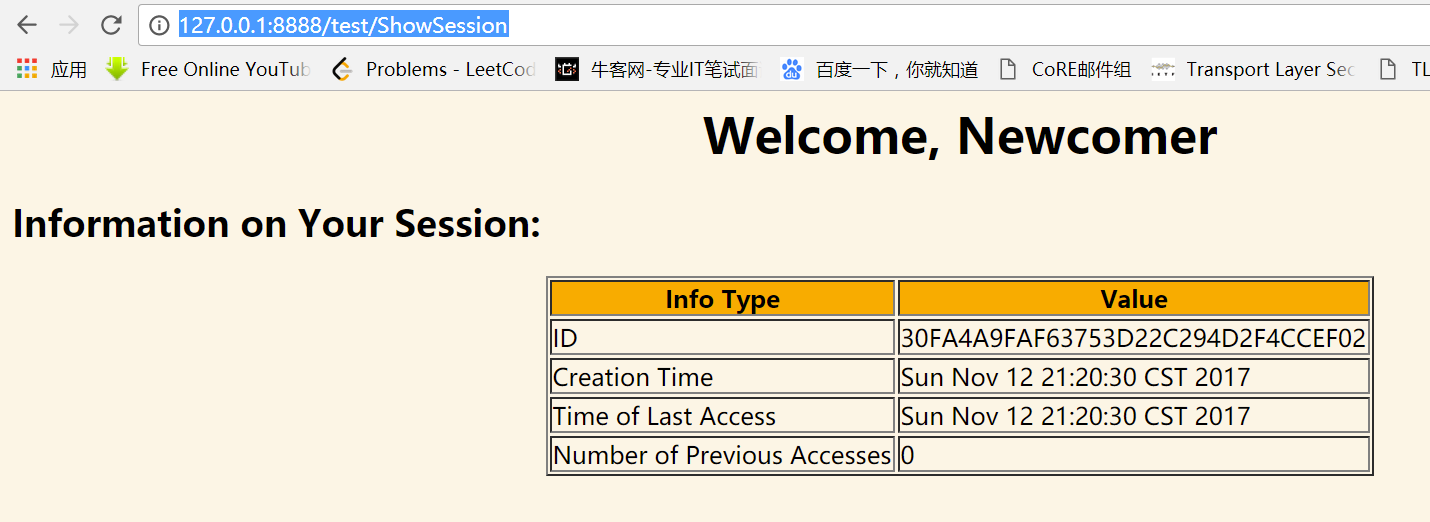 127.0.0.1:8888/test/ShowSession
应用 Free Online YouTub Problems - LeetCod 牛客网-专业IT笔试面 百度一下，你就知道 CoRE邮件组 Transport Layer Sec TL
Welcome, Newcomer
Information on Your Session:
Info Type Value
ID 30FA4A9FAF63753D22C294D2F4CCEF02
Creation Time Sun Nov 12 21:20:30 CST 2017
Time of Last Access Sun Nov 12 21:20:30 CST 2017
Number of Previous Accesses 0